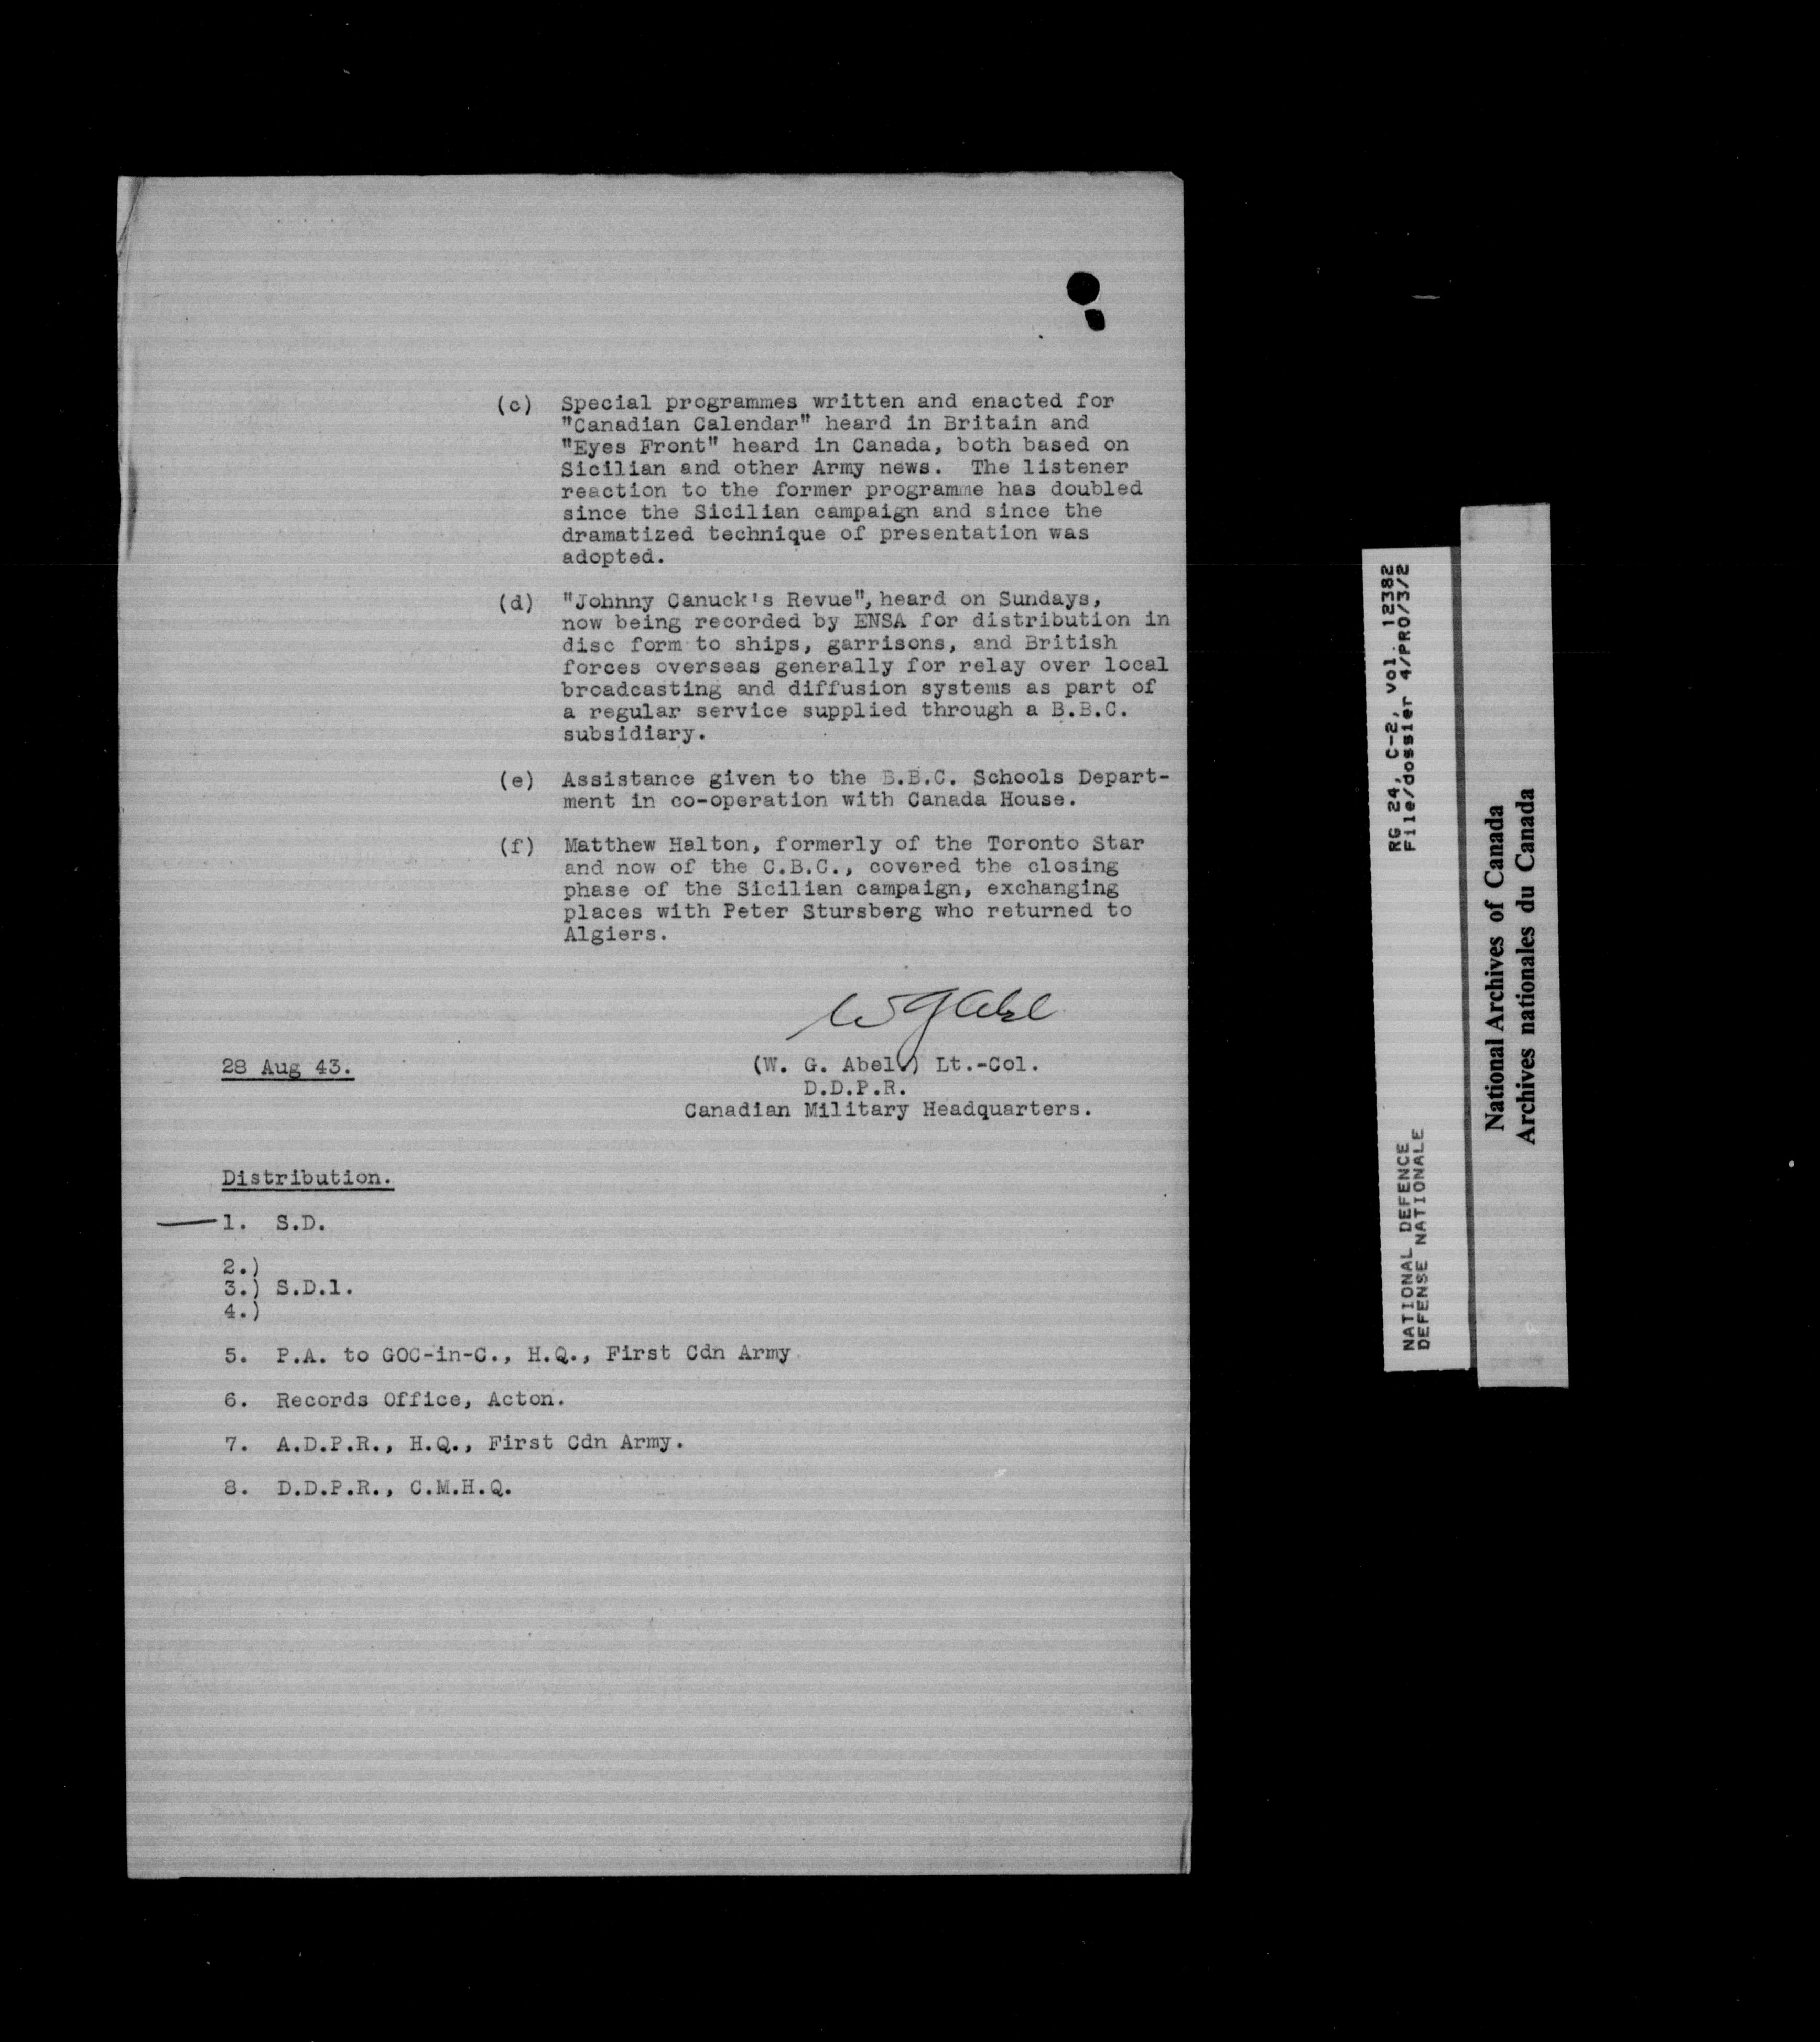 (c) Special programmes written and enacted for
"Canadian Calendar" heard in Britain and
"Eyes Front" heard in Canada, both based on
Sicilian and other Army news. The listener
reaction to the former programme has doubled
since the Sicilian campaign and since the
dramatized technique of presentation was
adopted.
(d) "Johnny Canuck's Revue", heard on Sundays,
now being recorded by ENSA for distribution in
disc form to ships, garrisons, and British
forces overseas generally for relay over local
broadcasting and diffusion systems as part of
a regular service supplied through a B.B.C.
subsidiary.
(e) Assistance given to the B.B.C. Schools Depart-
ment in co-operation with Canada House.
(f) Matthew Halton, formerly of the Toronto Star
and now of the C.B.C., covered the closing
phase of the Sicilian campaign, exchanging
places with Peter Stursberg who returned to
Algiers.
WGAbel
28 Aug 43.
(W. G. Abel.) Lt.-Col.
D.D.P.R.
Canadian Military Headquarters.
Distribution.
1. S.D.
2.)
3.) S.D.1.
4.)
5. P.A. to GOC-in-C., H.Q., First Cdn Army.
6. Records Office, Acton.
7. A.D.P.R., H.Q., First Cdn Army.
8. D.D.P.R., C.M.H.Q.
RG 24, C-2, vol. 12382
File/dossier 4/PRO/3/2
NATIONAL DEFENCE
DEFENSE NATIONALE
National Archives of Canada
Archives nationales du Canada